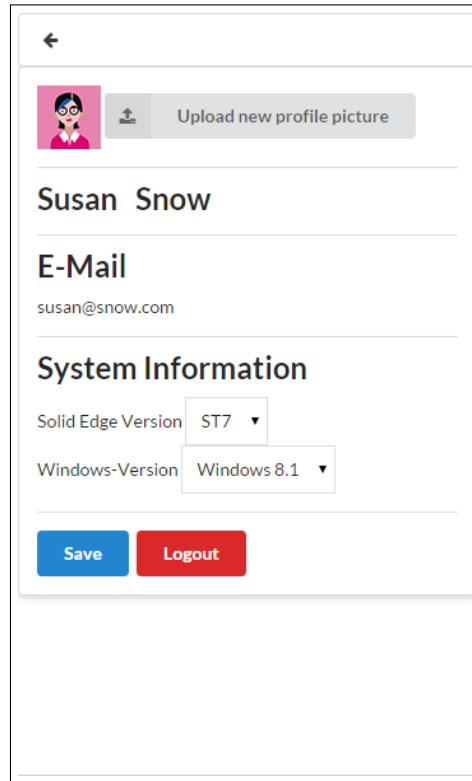 Upload new profile picture
Susan Snow
E-Mail
susan@snow.com
System Information
Solid Edge Version ST7
Windows-Version Windows 8.1
Save Logout